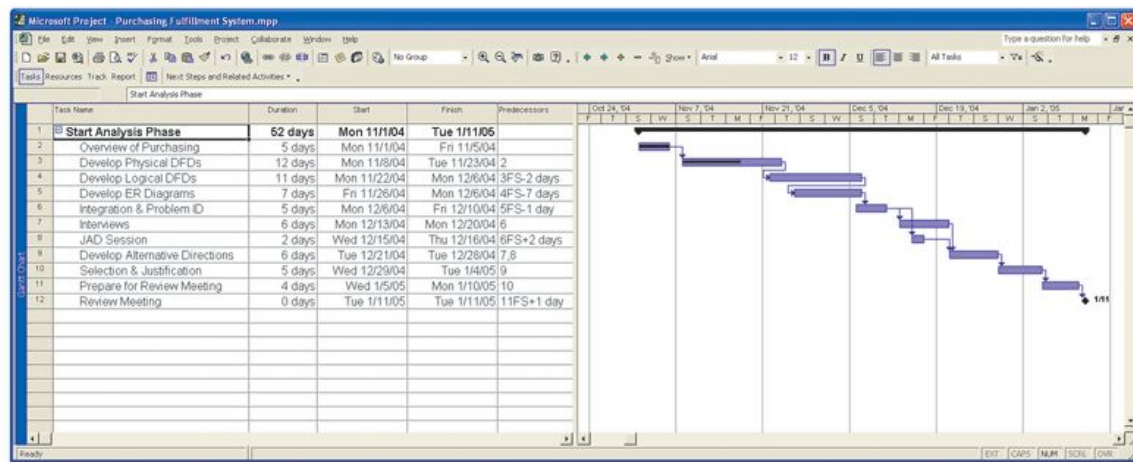 Microsoft Project - Purchasing Fulfillment System.mpp
File Edit View Insert Format Tools Project Collaborate Window Help Type a question for help
No Group Show Arial 12 B I U All Tasks
Tasks Resources Track Report Next Steps and Related Activities
Start Analysis Phase
Task Name Duration Start Finish Predecessors Oct 24, '04 Nov 7, '04 Nov 21, '04 Dec 5, '04 Dec 19, '04 Jan 2, '05 Jan
F T S W S T M F T S W S T M F T S W S T M F
1 Start Analysis Phase 52 days Mon 11/1/04 Tue 1/11/05
2 Overview of Purchasing 5 days Mon 11/1/04 Fri 11/5/04
3 Develop Physical DFDs 12 days Mon 11/8/04 Tue 11/23/04 2
4 Develop Logical DFDs 11 days Mon 11/22/04 Mon 12/6/04 3FS-2 days
5 Develop ER Diagrams 7 days Fri 11/26/04 Mon 12/6/04 4FS-7 days
6 Integration & Problem ID 5 days Mon 12/6/04 Fri 12/10/04 5FS-1 day
7 Interviews 6 days Mon 12/13/04 Mon 12/20/04 6
8 JAD Session 2 days Wed 12/15/04 Thu 12/16/04 6FS+2 days
9 Develop Alternative Directions 6 days Tue 12/21/04 Tue 12/28/04 7,8
10 Selection & Justification 5 days Wed 12/29/04 Tue 1/4/05 9
11 Prepare for Review Meeting 4 days Wed 1/5/05 Mon 1/10/05 10
12 Review Meeting 0 days Tue 1/11/05 Tue 1/11/05 11FS+1 day 1/11
Gantt Chart
Ready EXT CAPS NUM SCRL OVR